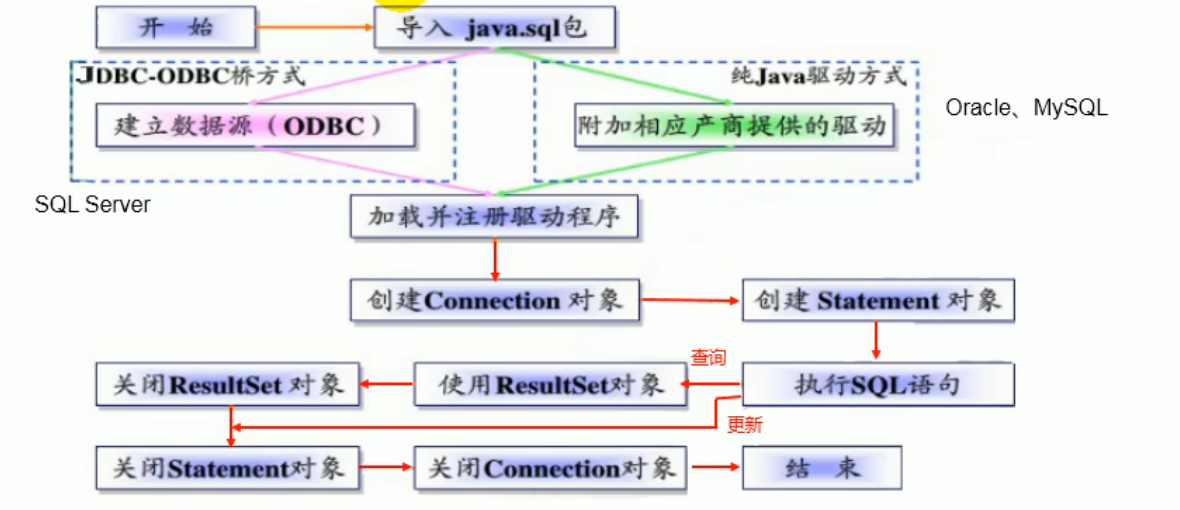 开 始
导入 java.sql包
JDBC-ODBC桥方式
纯Java驱动方式
建立数据源（ODBC）
附加相应产商提供的驱动
Oracle、MySQL
SQL Server
加载并注册驱动程序
创建Connection 对象
创建 Statement 对象
查询
关闭ResultSet 对象
使用ResultSet对象
执行SQL语句
更新
关闭Statement对象
关闭Connection对象
结 束